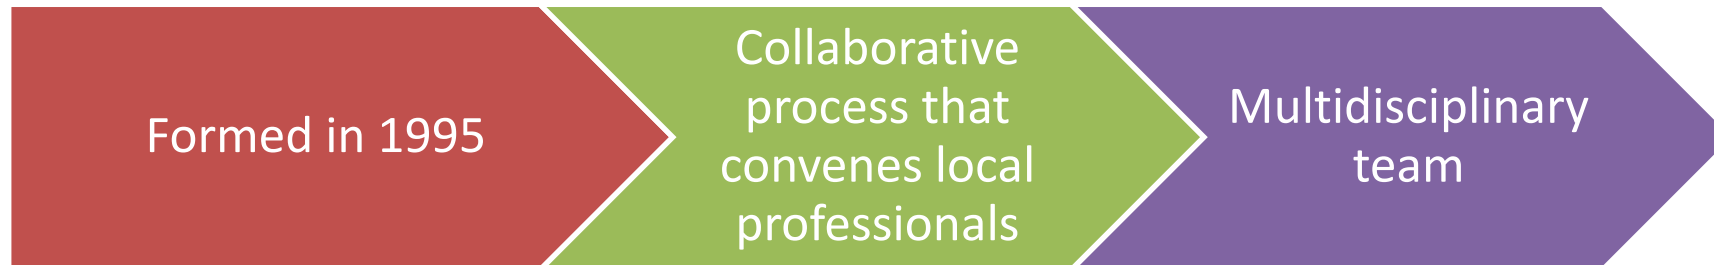 Formed in 1995
Collaborative
process that
convenes local
professionals
Multidisciplinary
team